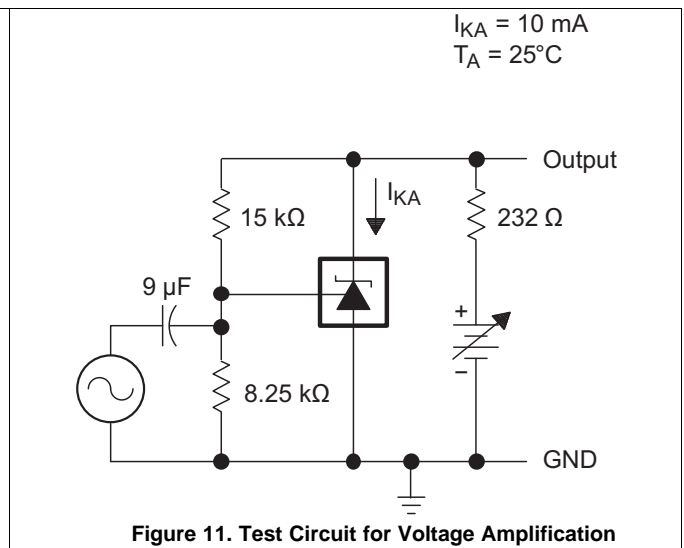 I_KA = 10 mA
T_A = 25°C
Output
I_KA
15 kΩ
232 Ω
9 µF
+
−
8.25 kΩ
GND
Figure 11. Test Circuit for Voltage Amplification